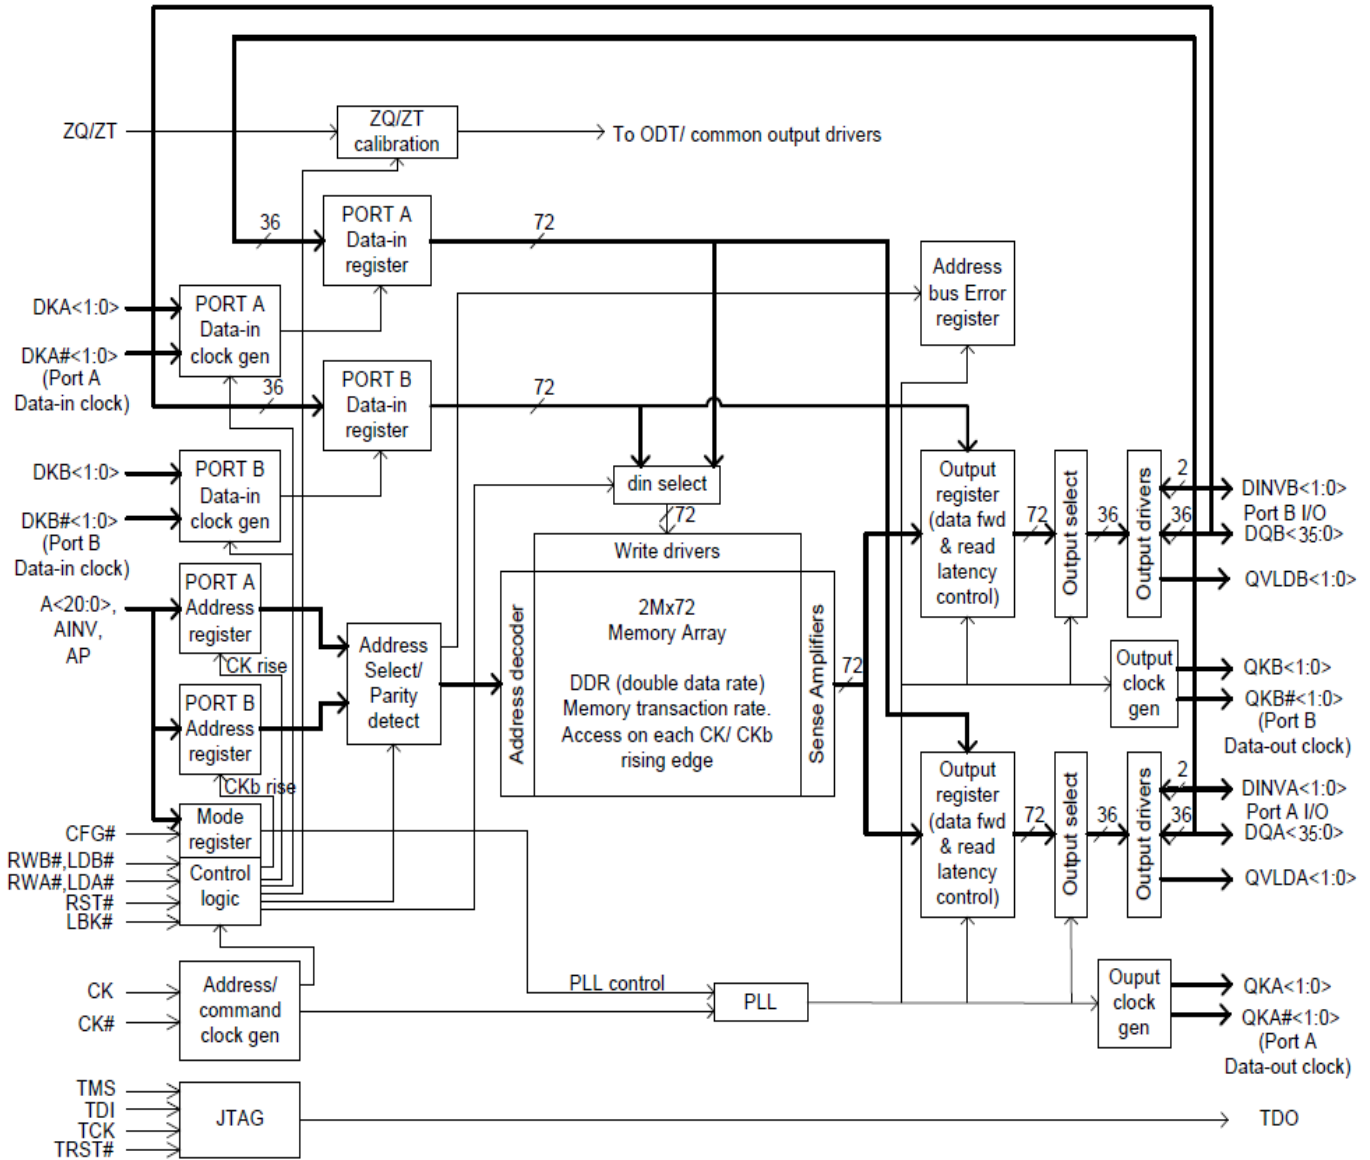 ZQ/ZT
ZQ/ZT
calibration
To ODT/ common output drivers
36
PORT A
Data-in
register
72
Address
bus Error
register
DKA<1:0>
DKA#<1:0>
(Port A
Data-in clock)
PORT A
Data-in
clock gen
36
PORT B
Data-in
register
72
DKB<1:0>
DKB#<1:0>
(Port B
Data-in clock)
PORT B
Data-in
clock gen
din select
72
Output
register
(data fwd
& read
latency
control)
72
Output select
36
Output drivers
2
36
DINVB<1:0>
Port B I/O
DQB<35:0>
QVLDB<1:0>
Write drivers
A<20:0>,
AINV,
AP
PORT A
Address
register
CK rise
PORT B
Address
register
CKb rise
Address
Select/
Parity
detect
Address decoder
2Mx72
Memory Array
DDR (double data rate)
Memory transaction rate.
Access on each CK/ CKb
rising edge
Sense Amplifiers
72
Output
clock
gen
QKB<1:0>
QKB#<1:0>
(Port B
Data-out clock)
Mode
register
CFG#
RWB#,LDB#
RWA#,LDA#
RST#
LBK#
Control
logic
Output
register
(data fwd
& read
latency
control)
72
Output select
36
Output drivers
2
36
DINVA<1:0>
Port A I/O
DQA<35:0>
QVLDA<1:0>
CK
CK#
Address/
command
clock gen
PLL control
PLL
Ouput
clock
gen
QKA<1:0>
QKA#<1:0>
(Port A
Data-out clock)
TMS
TDI
TCK
TRST#
JTAG
TDO